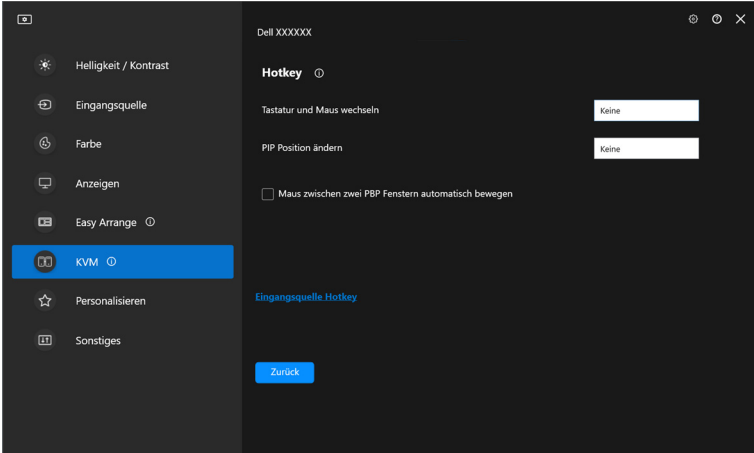 Dell XXXXXX
Helligkeit / Kontrast
Eingangsquelle
Farbe
Anzeigen
Easy Arrange
KVM
Personalisieren
Sonstiges
Hotkey
Tastatur und Maus wechseln
Keine
PIP Position ändern
Keine
Maus zwischen zwei PBP Fenstern automatisch bewegen
Eingangsquelle Hotkey
Zurück